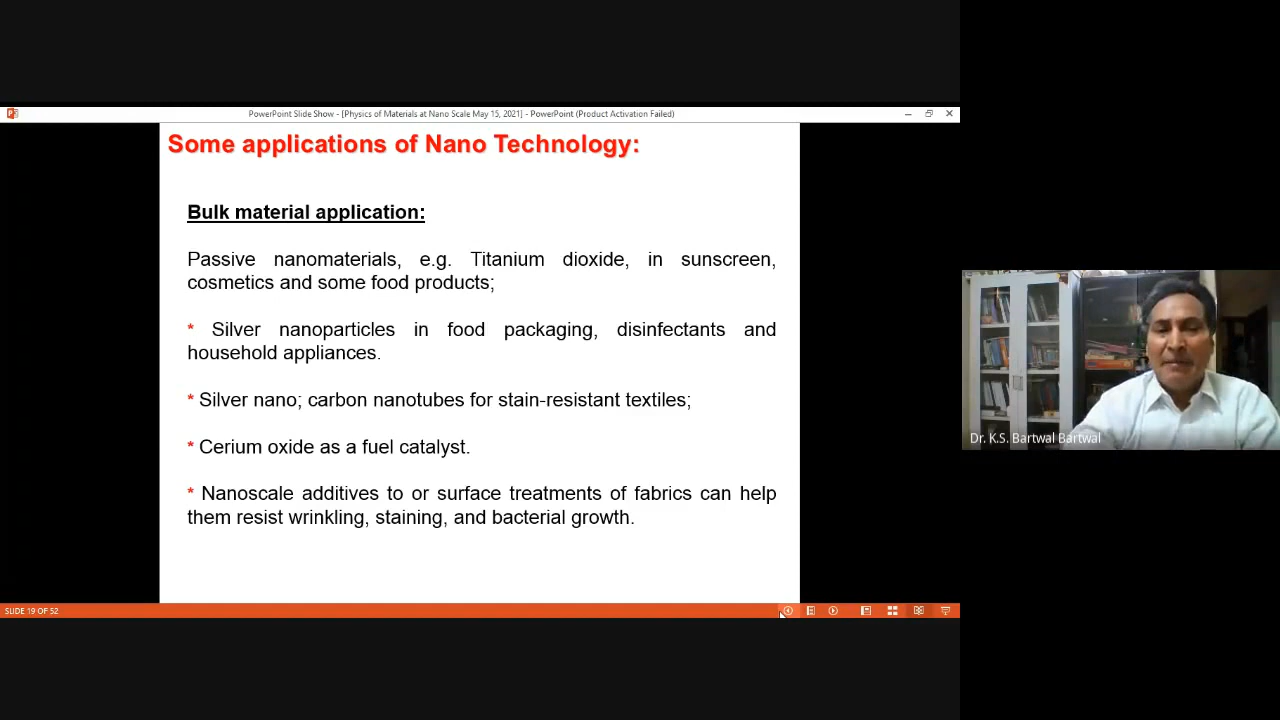 PowerPoint Slide Show - [Physics of Materials at Nano Scale May 15, 2021] - PowerPoint (Product Activation Failed)
Some applications of Nano Technology:
Bulk material application:
Passive nanomaterials, e.g. Titanium dioxide, in sunscreen,
cosmetics and some food products;
* Silver nanoparticles in food packaging, disinfectants and
household appliances.
* Silver nano; carbon nanotubes for stain-resistant textiles;
* Cerium oxide as a fuel catalyst.
* Nanoscale additives to or surface treatments of fabrics can help
them resist wrinkling, staining, and bacterial growth.
SLIDE 19 OF 52
Dr. K.S. Bartwal Bartwal